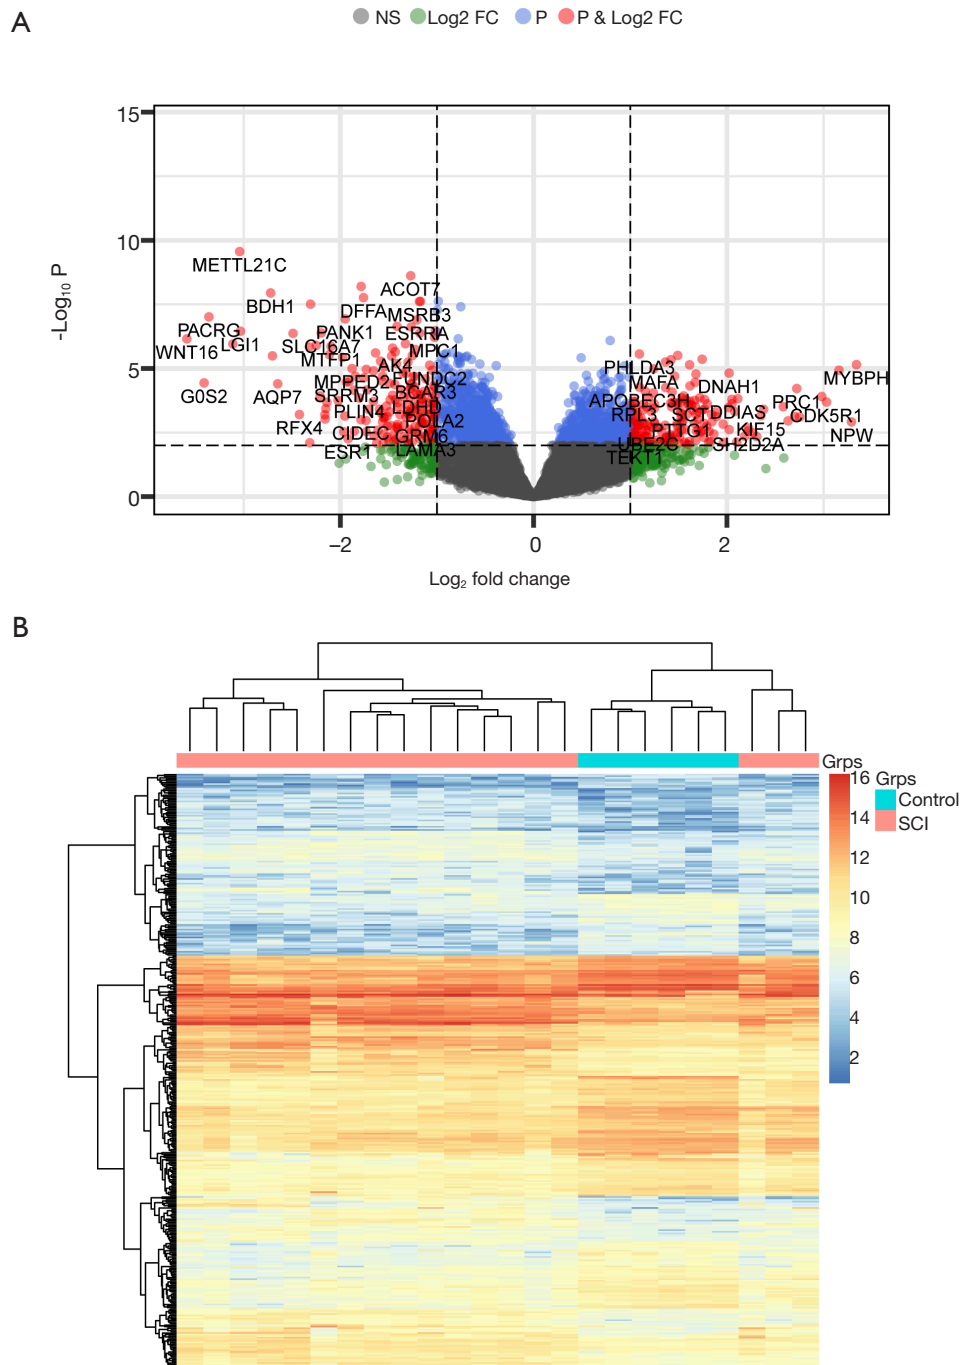 A
NS Log2 FC P P & Log2 FC
15
10
5
0
-Log10 P
METTL21C
ACOT7
BDH1
DFFA
MSRB3
PACRG
PANK1
ESRRA
WNT16
LGI1
SLC16A7
MPC1
MTFP1
AK4
PHLDA3
MPPED2
FUNDC2
MAFA
DNAH1
MYBPH
G0S2
AQP7
SRRM3
BCAR3
APOBEC3H
PRC1
PLIN4
LDHD
RPL3
SCT
DDIAS
CDK5R1
RFX4
POLA2
PTTG1
KIF15
NPW
CIDEC
GRM6
UBE2C
SH2D2A
ESR1
LAMA3
TEKT1
−2 0 2
Log2 fold change
B
Grps
16
14
12
10
8
6
4
2
Grps
Control
SCI